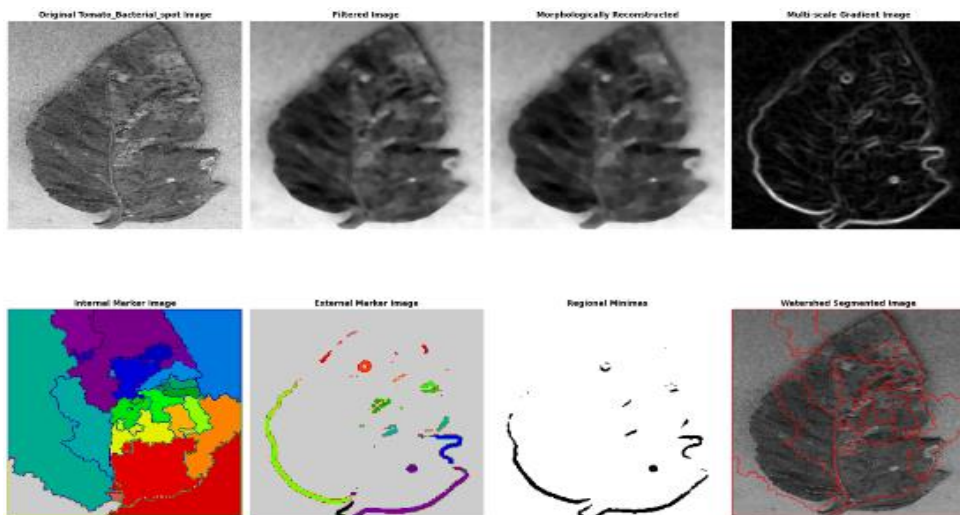 Original Tomato_Bacterial_spot Image
Filtered Image
Morphologically Reconstructed
Multi-scale Gradient Image
Internal Marker Image
External Marker Image
Regional Minimas
Watershed Segmented Image